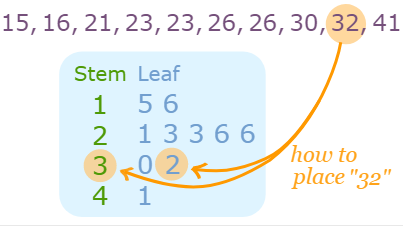 15, 16, 21, 23, 23, 26, 26, 30, 32, 41
Stem Leaf
1 5 6
2 1 3 3 6 6
3 0 2
4 1
how to
place "32"